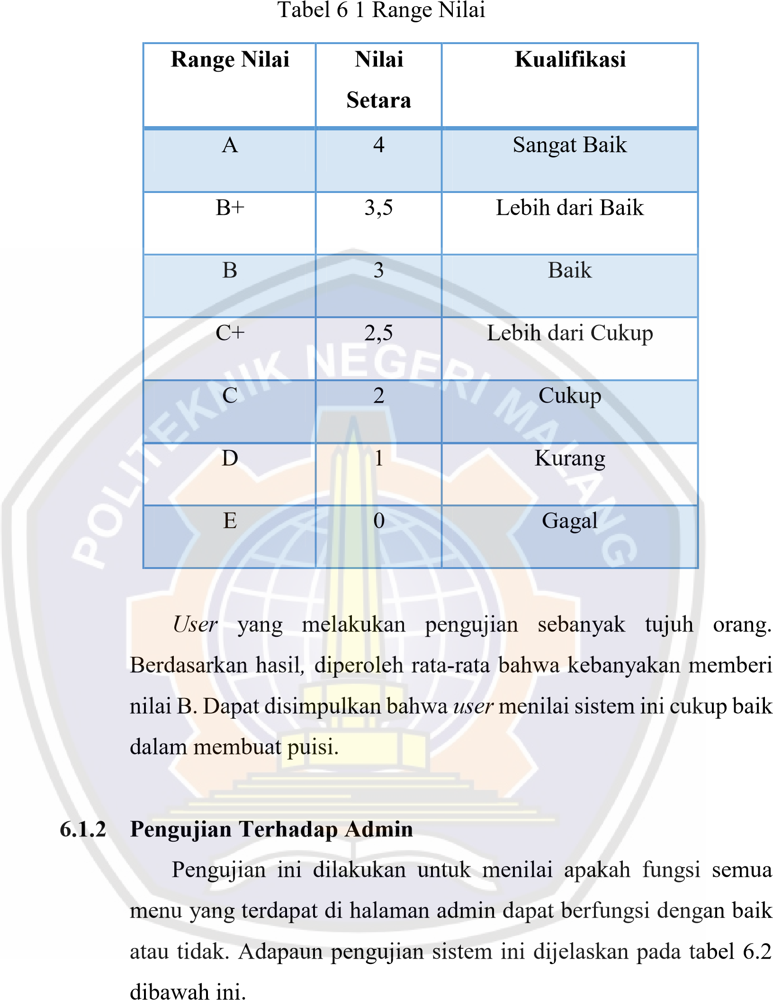 Tabel 6 1 Range Nilai
Range Nilai Nilai Setara Kualifikasi
A 4 Sangat Baik
B+ 3,5 Lebih dari Baik
B 3 Baik
C+ 2,5 Lebih dari Cukup
C 2 Cukup
D 1 Kurang
E 0 Gagal
POLITEKNIK NEGERI MALANG
User yang melakukan pengujian sebanyak tujuh orang.
Berdasarkan hasil, diperoleh rata-rata bahwa kebanyakan memberi
nilai B. Dapat disimpulkan bahwa user menilai sistem ini cukup baik
dalam membuat puisi.
6.1.2 Pengujian Terhadap Admin
Pengujian ini dilakukan untuk menilai apakah fungsi semua
menu yang terdapat di halaman admin dapat berfungsi dengan baik
atau tidak. Adapaun pengujian sistem ini dijelaskan pada tabel 6.2
dibawah ini.